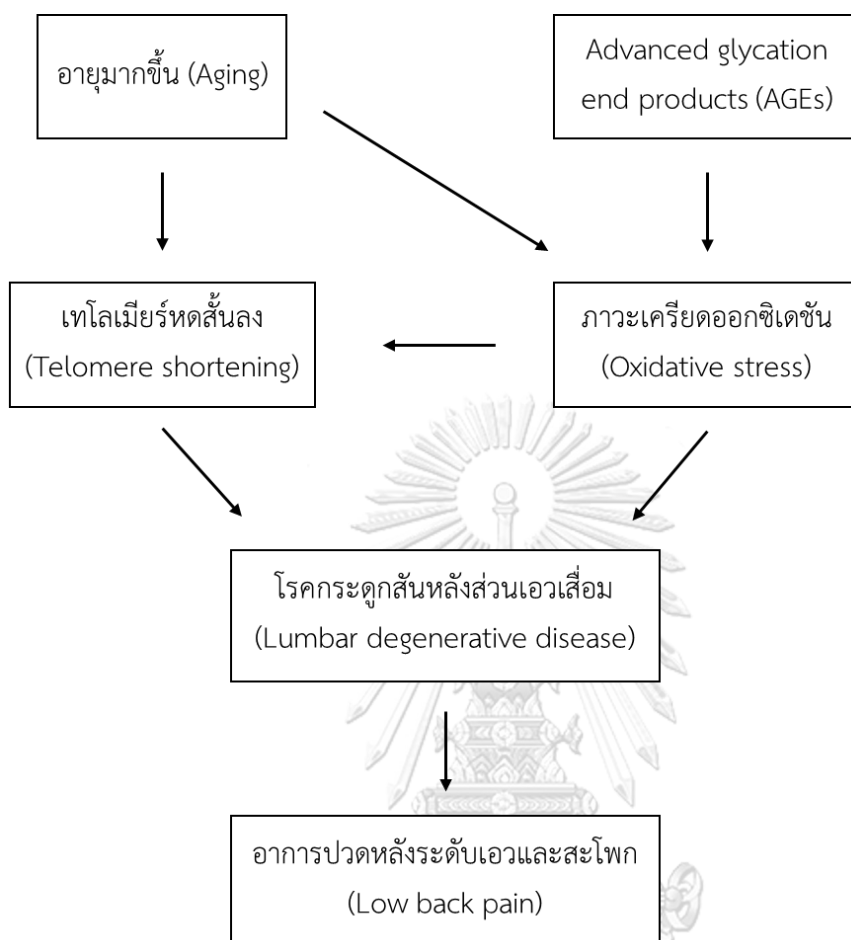 อายุมากขึ้น (Aging)
Advanced glycation
end products (AGEs)
เทโลเมียร์หดสั้นลง
(Telomere shortening)
ภาวะเครียดออกซิเดชัน
(Oxidative stress)
โรคกระดูกสันหลังส่วนเอวเสื่อม
(Lumbar degenerative disease)
อาการปวดหลังระดับเอวและสะโพก
(Low back pain)